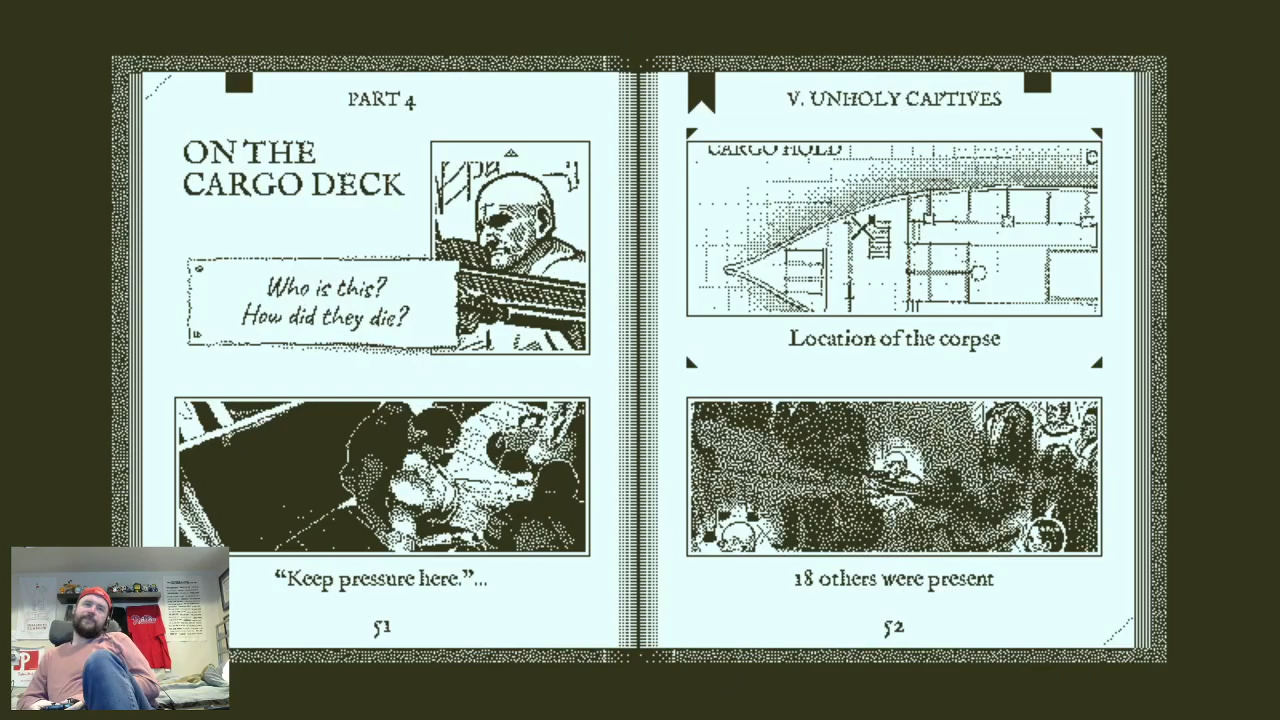 PART 4
ON THE
CARGO DECK
Who is this?
How did they die?
"Keep pressure here."...
51
V. UNHOLY CAPTIVES
CARGO HOLD
Location of the corpse
18 others were present
52